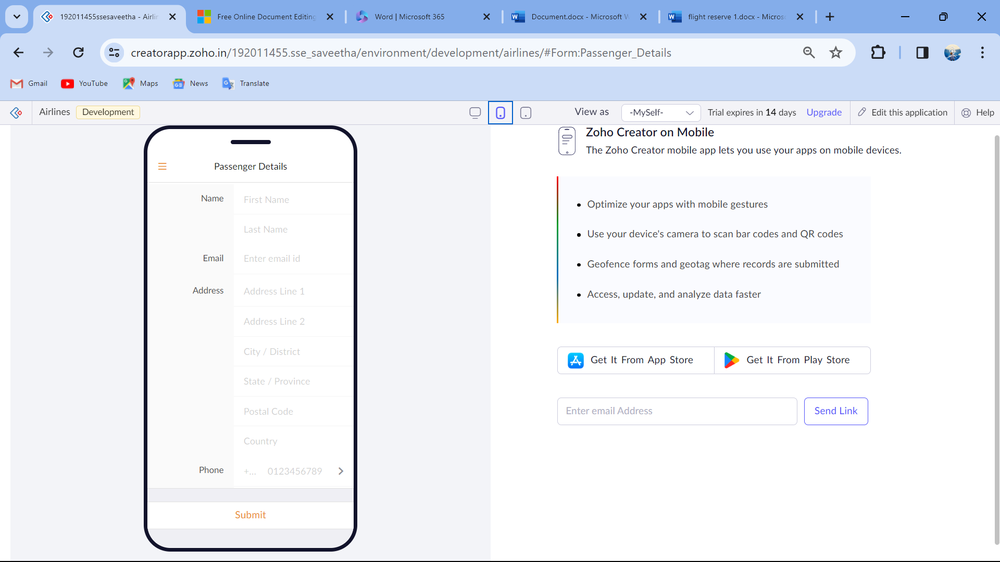 192011455ssesaveetha - Airlin
Free Online Document Editing
Word | Microsoft 365
Document.docx - Microsoft W
flight reserve 1.docx - Micros
creatorapp.zoho.in/192011455.sse_saveetha/environment/development/airlines/#Form:Passenger_Details
Gmail
YouTube
Maps
News
Translate
Airlines
Development
View as
-MySelf-
Trial expires in 14 days
Upgrade
Edit this application
Help
Passenger Details
Name
First Name
Last Name
Email
Enter email id
Address
Address Line 1
Address Line 2
City / District
State / Province
Postal Code
Country
Phone
+...
0123456789
Submit
Zoho Creator on Mobile
The Zoho Creator mobile app lets you use your apps on mobile devices.
Optimize your apps with mobile gestures
Use your device's camera to scan bar codes and QR codes
Geofence forms and geotag where records are submitted
Access, update, and analyze data faster
Get It From App Store
Get It From Play Store
Enter email Address
Send Link